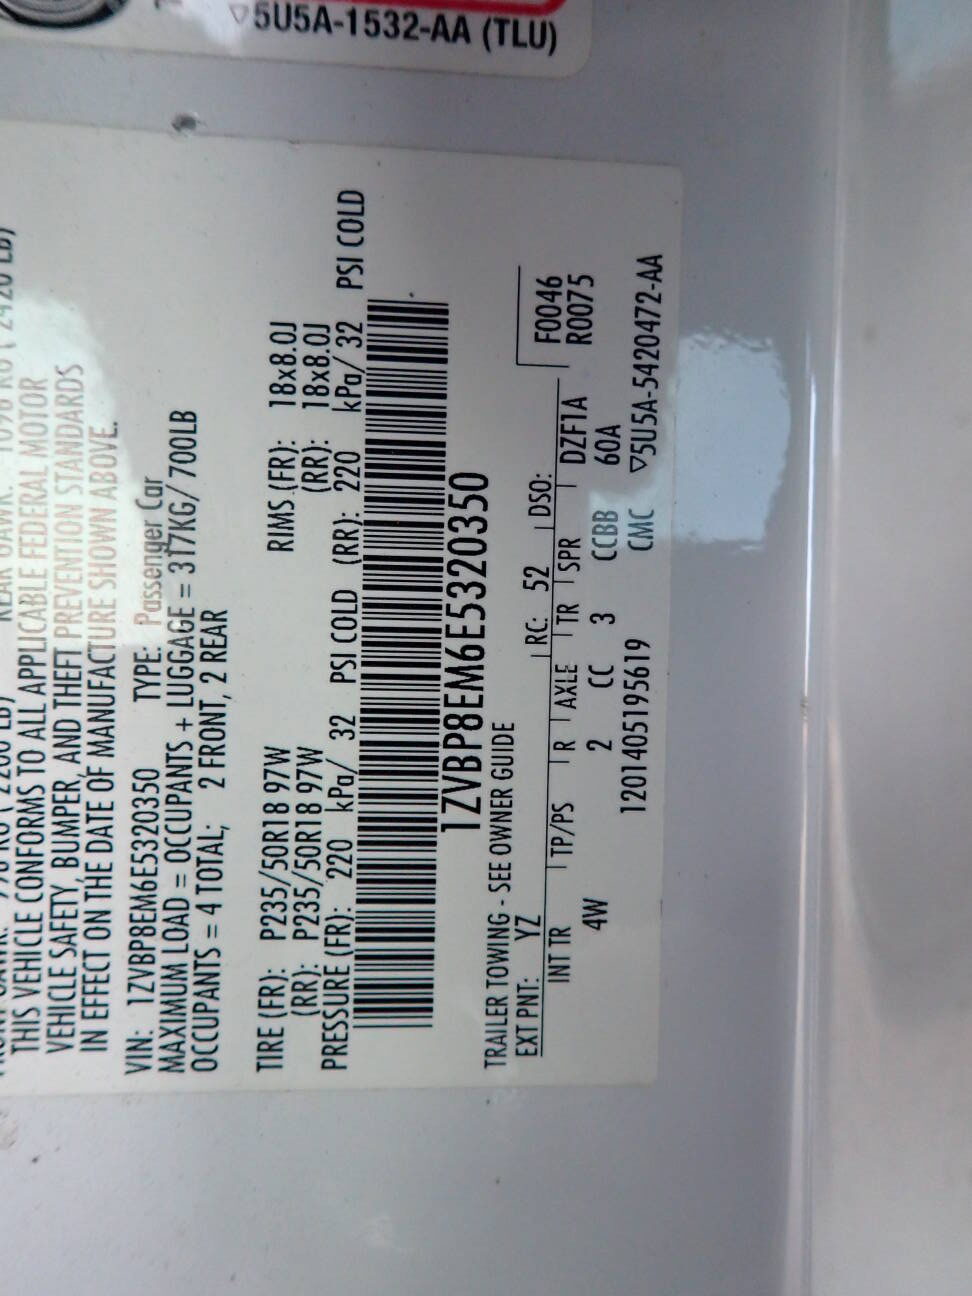 5U5A-1532-AA (TLU)
THIS VEHICLE CONFORMS TO ALL APPLICABLE FEDERAL MOTOR
VEHICLE SAFETY, BUMPER, AND THEFT PREVENTION STANDARDS
IN EFFECT ON THE DATE OF MANUFACTURE SHOWN ABOVE.
VIN: 1ZVBP8EM6E5320350 TYPE: Passenger Car
MAXIMUM LOAD = OCCUPANTS + LUGGAGE = 317KG/ 700LB
OCCUPANTS = 4 TOTAL; 2 FRONT, 2 REAR
TIRE (FR): P235/50R18 97W RIMS (FR): 18x8.0J
(RR): P235/50R18 97W (RR): 18x8.0J
PRESSURE (FR): 220 kPa/ 32 PSI COLD (RR): 220 kPa/ 32 PSI COLD
1ZVBP8EM6E5320350
TRAILER TOWING - SEE OWNER GUIDE
EXT PNT: YZ RC: 52 DSO: F0046
INT TR TP/PS R AXLE TR SPR DZF1A R0075
4W 2 CC 3 CCBB 60A
120140519​5619 CMC 5U5A-5420472-AA